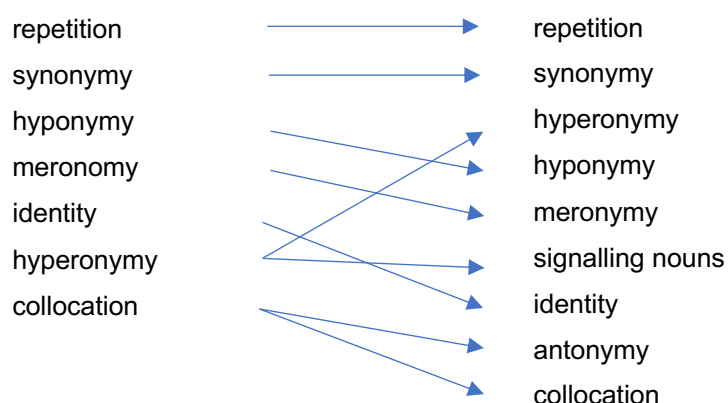 repetition
synonymy
hyponymy
meronomy
identity
hyperonymy
collocation
repetition
synonymy
hyperonymy
hyponymy
meronymy
signalling nouns
identity
antonymy
collocation